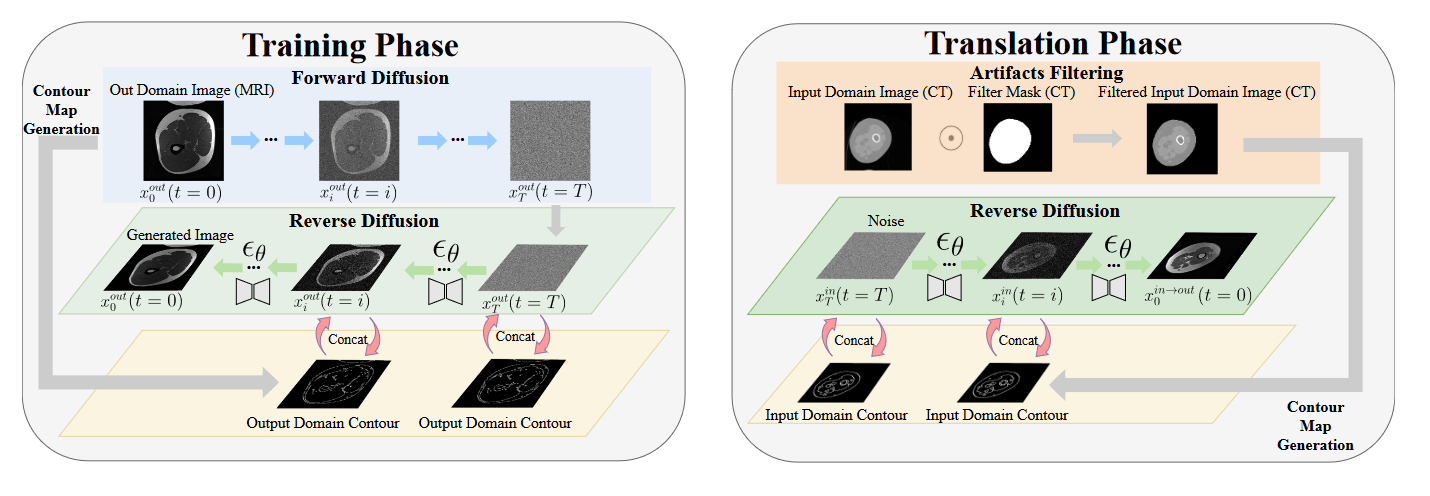 Training Phase
Forward Diffusion
Contour
Map
Generation
Out Domain Image (MRI)
...
...
$x_0^{out}(t=0)$
$x_i^{out}(t=i)$
$x_T^{out}(t=T)$
Reverse Diffusion
Generated Image
$\epsilon_\theta$
$\epsilon_\theta$
...
...
$x_0^{out}(t=0)$
$x_i^{out}(t=i)$
$x_T^{out}(t=T)$
Concat
Concat
Output Domain Contour
Output Domain Contour
Translation Phase
Artifacts Filtering
Input Domain Image (CT)
Filter Mask (CT)
Filtered Input Domain Image (CT)
Reverse Diffusion
Noise
$\epsilon_\theta$
$\epsilon_\theta$
...
...
$x_T^{in}(t=T)$
$x_i^{in}(t=i)$
$x_0^{in \rightarrow out}(t=0)$
Concat
Concat
Input Domain Contour
Input Domain Contour
Contour
Map
Generation